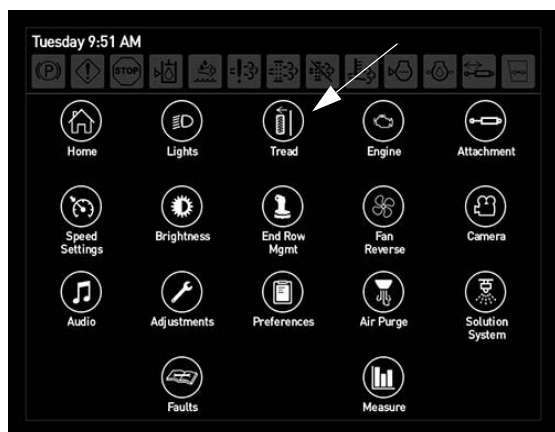 Tuesday 9:51 AM
(P) STOP
Home Lights Tread Engine Attachment
Speed Brightness End Row Fan Camera
Settings Mgmt Reverse
Audio Adjustments Preferences Air Purge Solution
System
Faults Measure